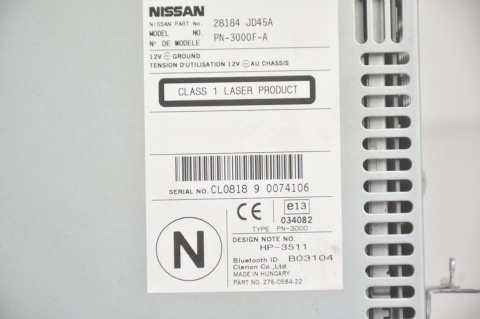 NISSAN
NISSAN PART No. 28184 JD45A
MODEL NO. PN-3000F-A
N° DE MODELE
12V ⊖ GROUND
TENSION D'UTILISATION 12V ⊖ AU CHASSIS
CLASS 1 LASER PRODUCT
SERIAL NO. CL0818 9 0074106
CE e13
034082
TYPE PN-3000
N
DESIGN NOTE NO.
HP-3511
Bluetooth ID B03104
Clarion Co.,Ltd
MADE IN HUNGARY
PART NO. 276-0584-22